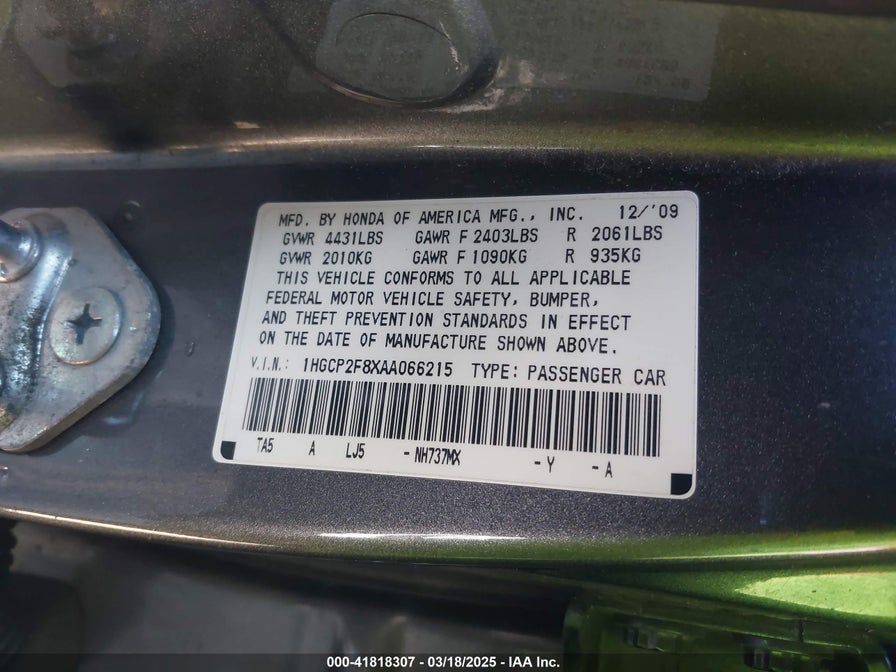 MFD. BY HONDA OF AMERICA MFG., INC. 12/'09
GVWR 4431LBS GAWR F 2403LBS R 2061LBS
GVWR 2010KG GAWR F 1090KG R 935KG
THIS VEHICLE CONFORMS TO ALL APPLICABLE
FEDERAL MOTOR VEHICLE SAFETY, BUMPER,
AND THEFT PREVENTION STANDARDS IN EFFECT
ON THE DATE OF MANUFACTURE SHOWN ABOVE.
V.I.N.: 1HGCP2F8XAA066215 TYPE: PASSENGER CAR
TA5 A LJ5 -NH737MX -Y -A
000-41818307 - 03/18/2025 - IAA Inc.